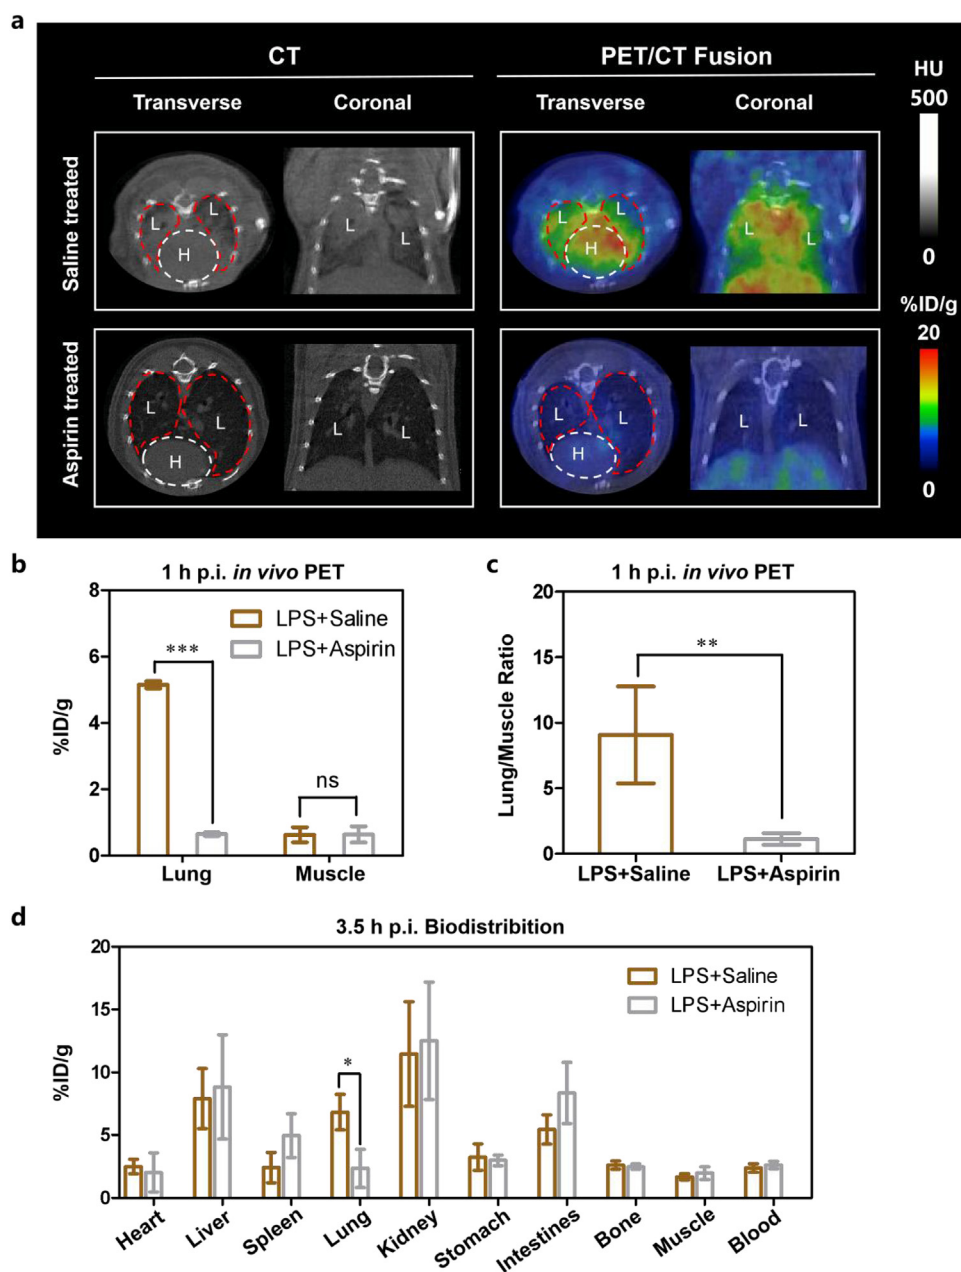 a
CT
PET/CT Fusion
HU
500
0
Transverse
Coronal
Transverse
Coronal
Saline treated
L
L
H
L
L
L
L
H
L
L
%ID/g
20
0
Aspirin treated
L
L
H
L
L
L
L
H
L
L
b
1 h p.i. in vivo PET
8
6
4
2
0
%ID/g
LPS+Saline
LPS+Aspirin
***
ns
Lung
Muscle
c
1 h p.i. in vivo PET
20
15
10
5
0
Lung/Muscle Ratio
**
LPS+Saline
LPS+Aspirin
d
3.5 h p.i. Biodistribition
20
15
10
5
0
%ID/g
LPS+Saline
LPS+Aspirin
*
Heart
Liver
Spleen
Lung
Kidney
Stomach
Intestines
Bone
Muscle
Blood